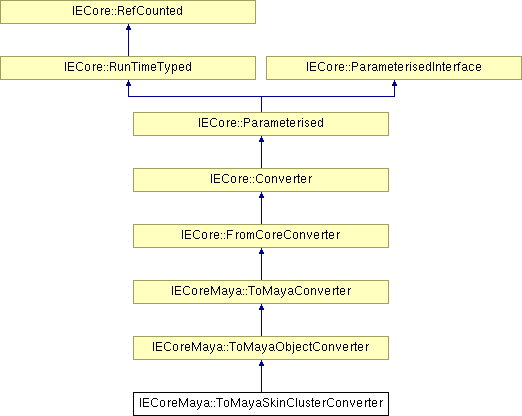 IECore::RefCounted
IECore::RunTimeTyped
IECore::ParameterisedInterface
IECore::Parameterised
IECore::Converter
IECore::FromCoreConverter
IECoreMaya::ToMayaConverter
IECoreMaya::ToMayaObjectConverter
IECoreMaya::ToMayaSkinClusterConverter